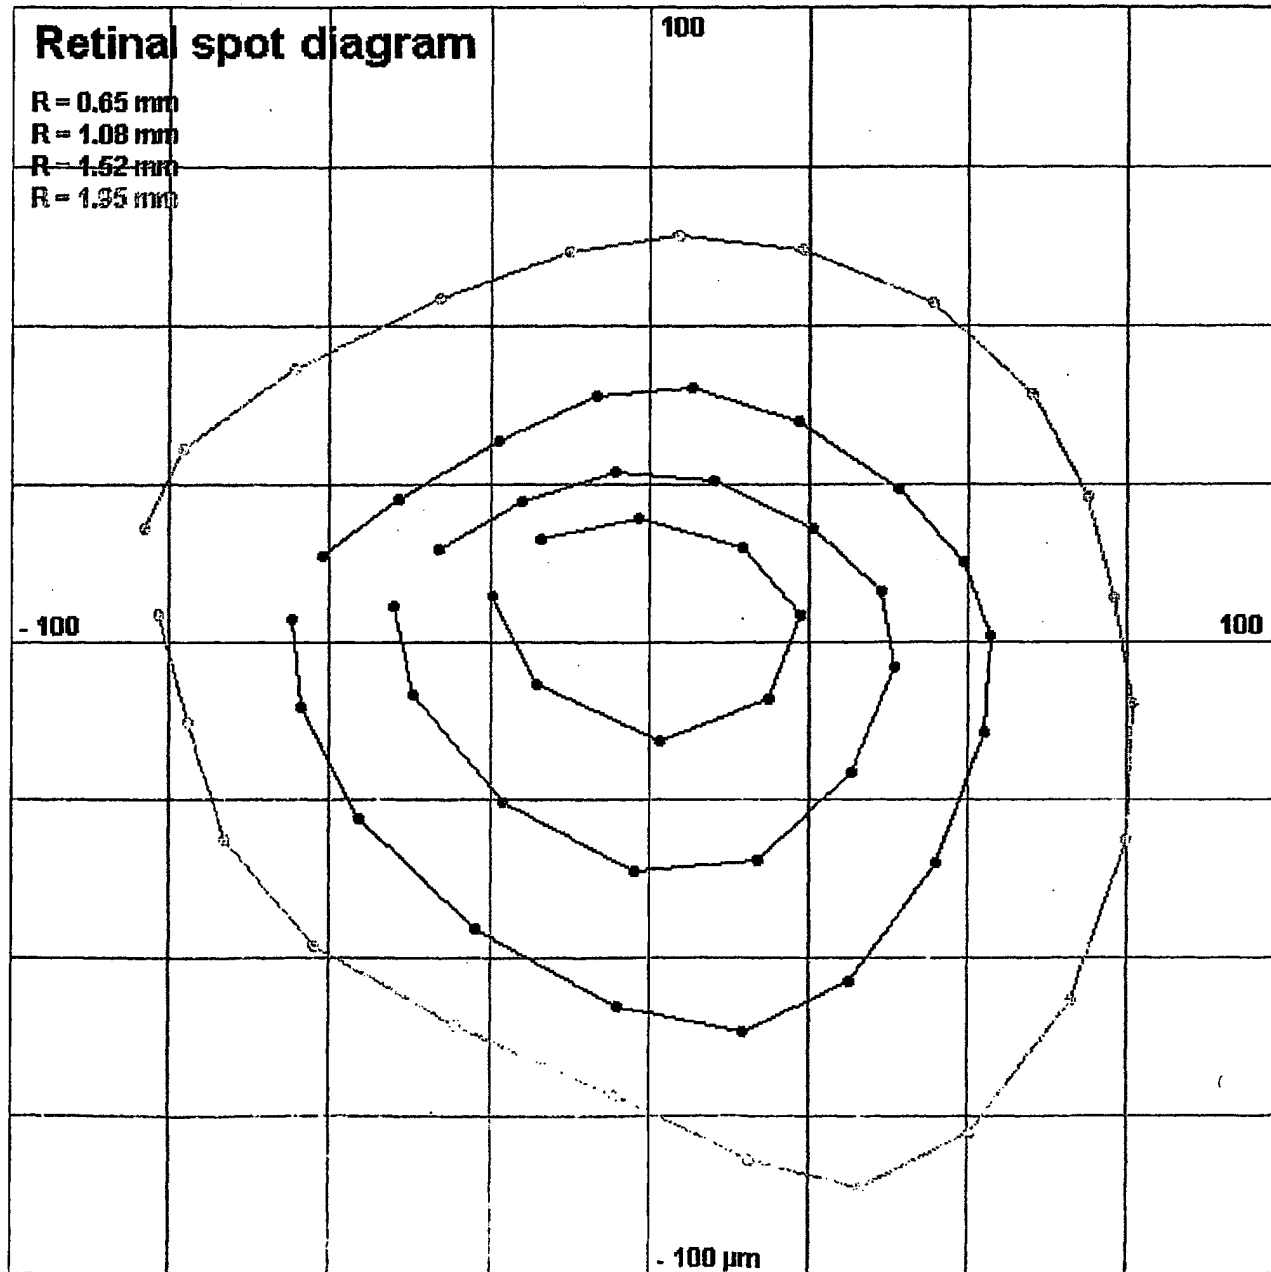 Retinal spot diagram
100
R = 0.65 mm
R = 1.08 mm
R = 1.52 mm
R = 1.95 mm
- 100
100
- 100 µm